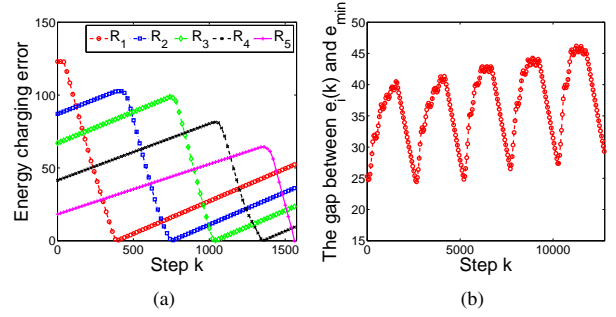 150
100
50
0
0
500
1000
1500
Energy charging error
Step k
R1
R2
R3
R4
R5
(a)
50
45
40
35
30
25
20
15
0
5000
10000
The gap between ei(k) and emin
Step k
(b)